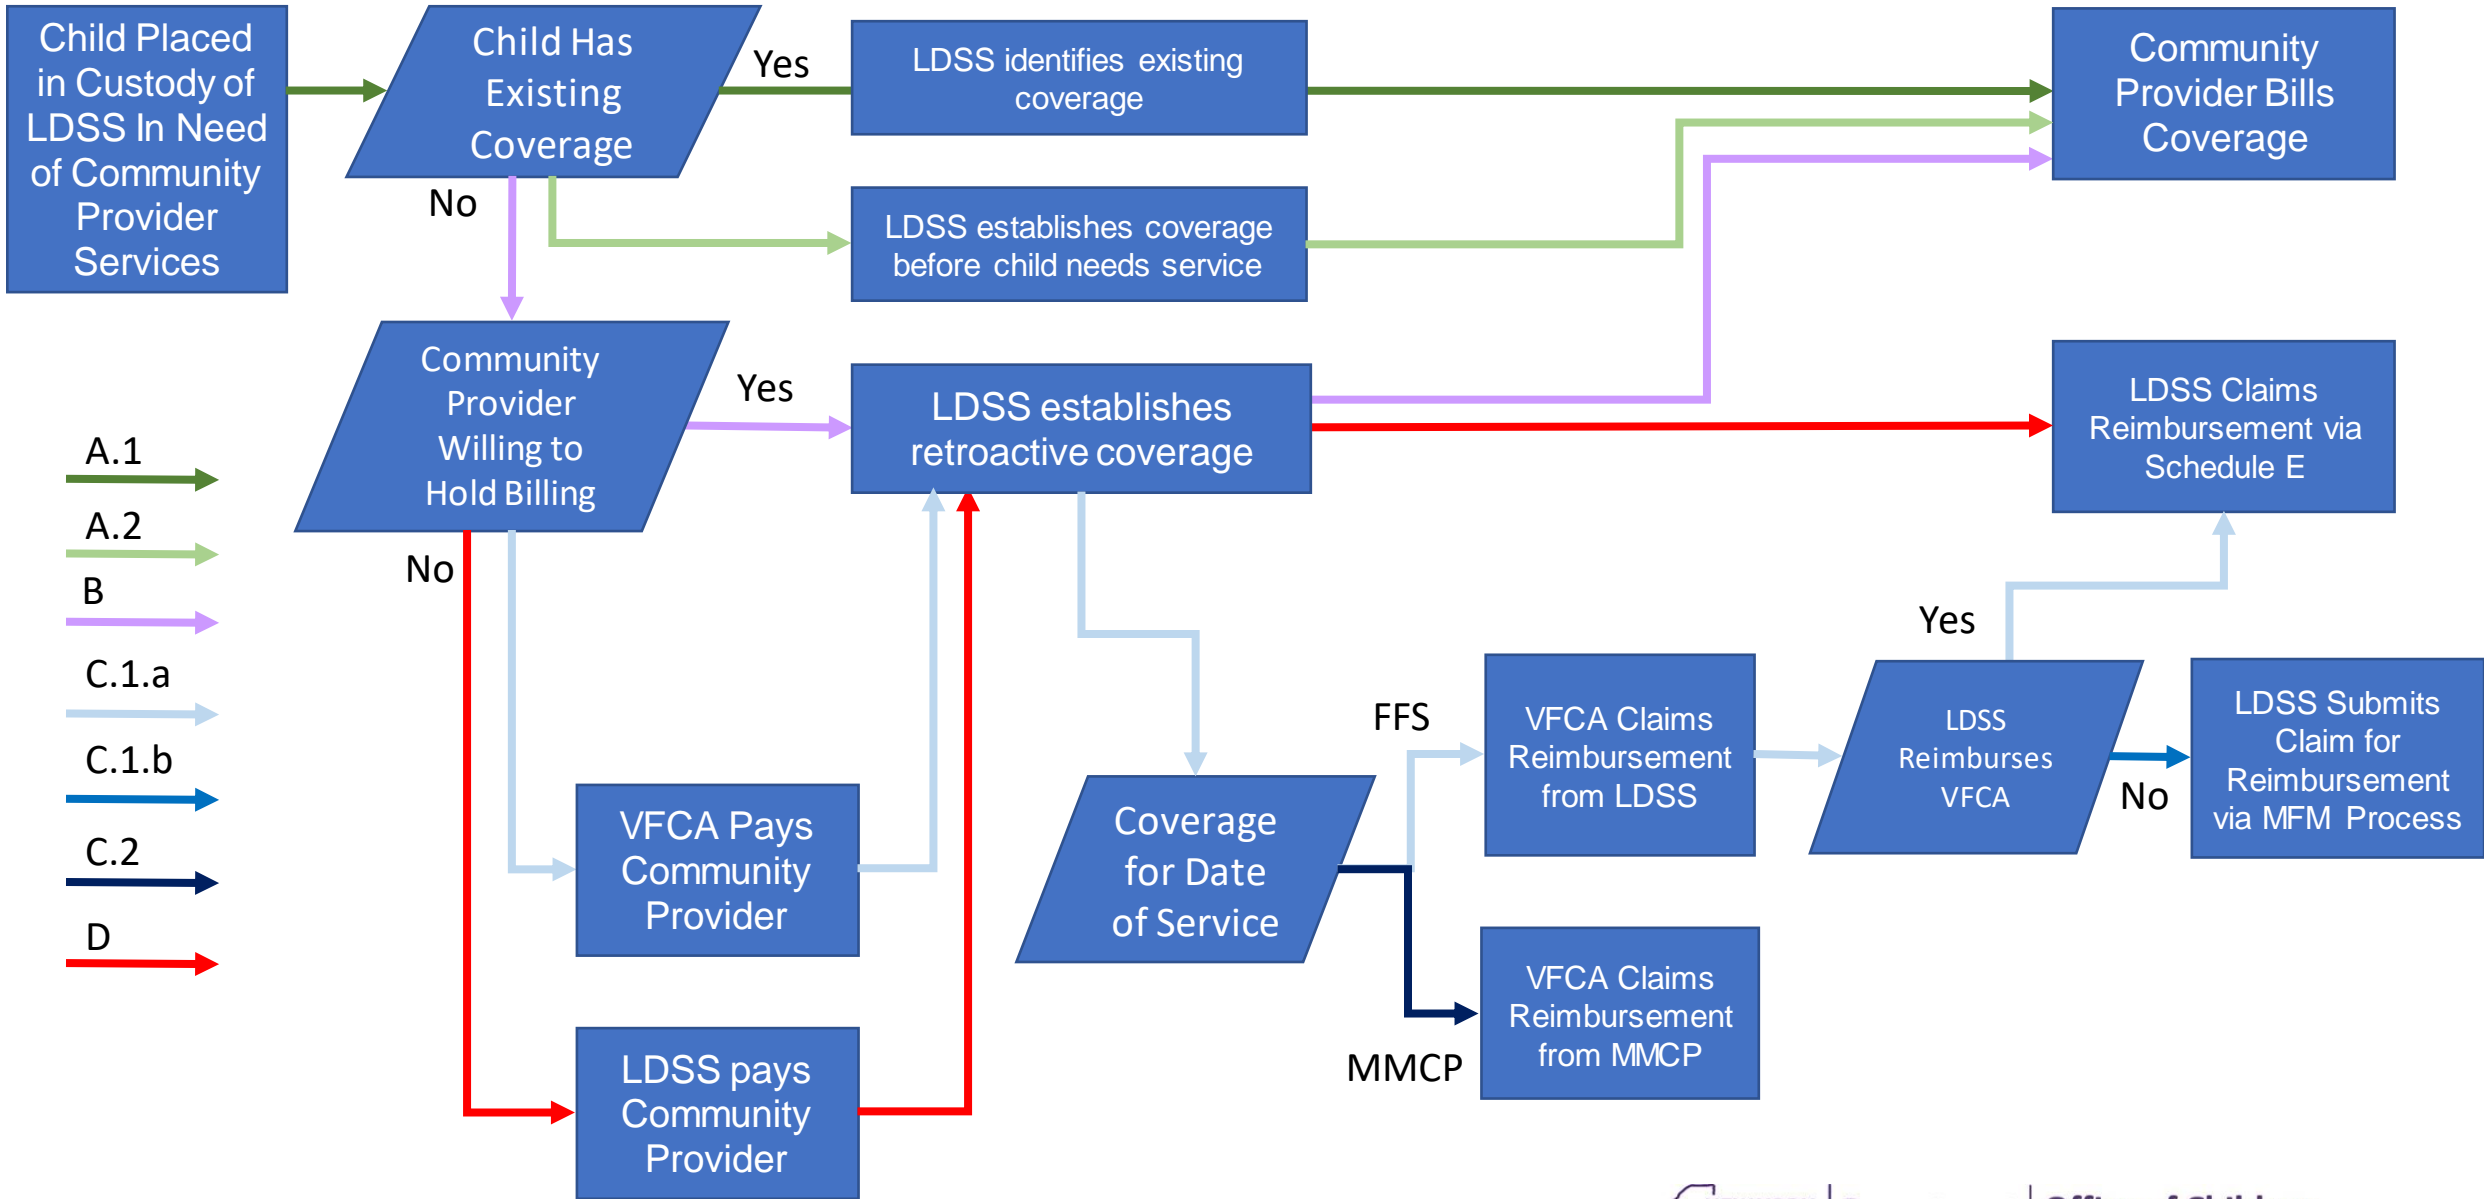 Child Placed
in Custody of
LDSS In Need
of Community
Provider
Services
Child Has
Existing
Coverage
Yes
LDSS identifies existing
coverage
Community
Provider Bills
Coverage
No
LDSS establishes coverage
before child needs service
Community
Provider
Willing to
Hold Billing
Yes
LDSS establishes
retroactive coverage
LDSS Claims
Reimbursement via
Schedule E
A.1
A.2
B
C.1.a
C.1.b
C.2
D
No
VFCA Pays
Community
Provider
LDSS pays
Community
Provider
Coverage
for Date
of Service
FFS
MMCP
VFCA Claims
Reimbursement
from LDSS
VFCA Claims
Reimbursement
from MMCP
Yes
LDSS
Reimburses
VFCA
No
LDSS Submits
Claim for
Reimbursement
via MFM Process
Office of Child